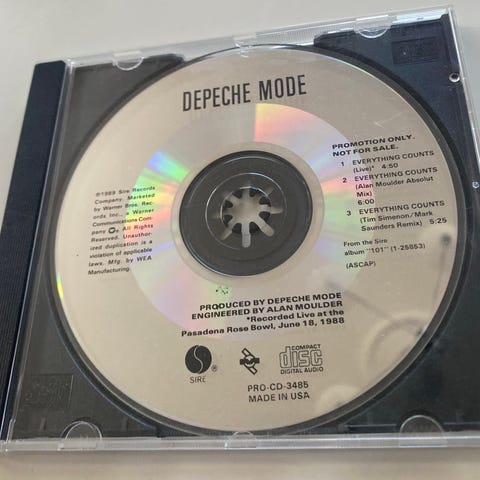 DEPECHE MODE
PROMOTION ONLY.
NOT FOR SALE.
1 EVERYTHING COUNTS
(Live)* 4:50
2 EVERYTHING COUNTS
(Alan Moulder Absolut
Mix)
6:00
3 EVERYTHING COUNTS
(Tim Simenon/Mark
Saunders Remix) 5:25
From the Sire
album "101" (1-25853)
(ASCAP)
℗1989 Sire Records
Company. Marketed
by Warner Bros. Rec-
ords Inc., a Warner
Communications Com-
pany. All Rights
Reserved. Unauthor-
ized duplication is a
violation of applicable
laws. Mfg. by WEA
Manufacturing.
PRODUCED BY DEPECHE MODE
ENGINEERED BY ALAN MOULDER
*Recorded Live at the
Pasadena Rose Bowl, June 18, 1988
SIRE ®
COMPACT
disc
DIGITAL AUDIO
PRO-CD-3485
MADE IN USA